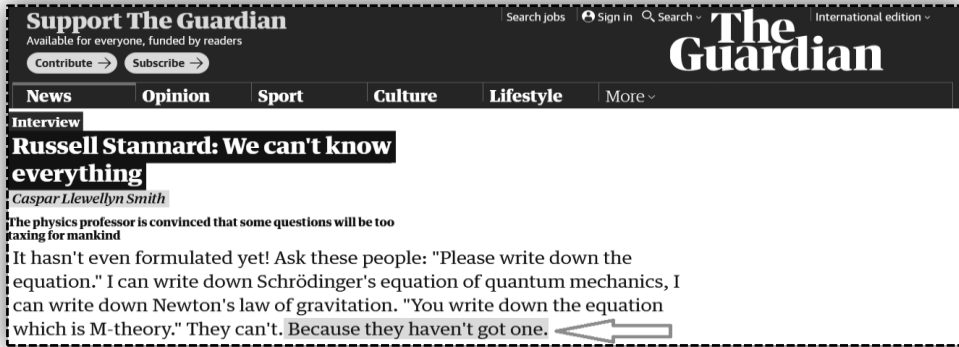 Support The Guardian
Available for everyone, funded by readers
Contribute → Subscribe →
Search jobs Sign in Search International edition
The Guardian
News Opinion Sport Culture Lifestyle More
Interview
Russell Stannard: We can't know
everything
Caspar Llewellyn Smith
The physics professor is convinced that some questions will be too
taxing for mankind
It hasn't even formulated yet! Ask these people: "Please write down the
equation." I can write down Schrödinger's equation of quantum mechanics, I
can write down Newton's law of gravitation. "You write down the equation
which is M-theory." They can't. Because they haven't got one.